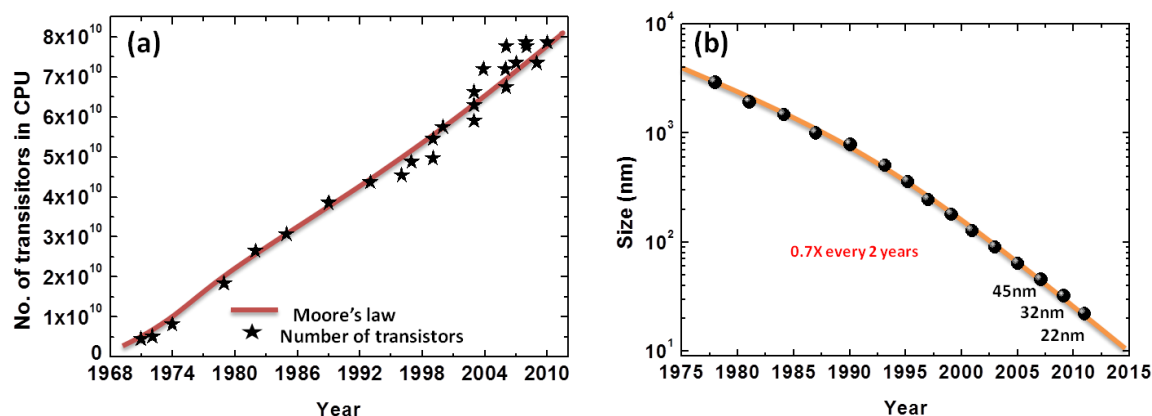 (a)
No. of transisitors in CPU
8x10¹⁰
7x10¹⁰
6x10¹⁰
5x10¹⁰
4x10¹⁰
3x10¹⁰
2x10¹⁰
1x10¹⁰
0
Moore's law
Number of transistors
1968 1974 1980 1986 1992 1998 2004 2010
Year
(b)
Size (nm)
10⁴
10³
10²
10¹
0.7X every 2 years
45nm
32nm
22nm
1975 1980 1985 1990 1995 2000 2005 2010 2015
Year